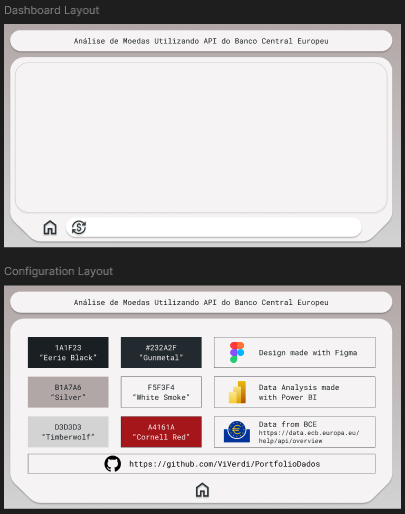 Dashboard Layout
Análise de Moedas Utilizando API do Banco Central Europeu
Configuration Layout
Análise de Moedas Utilizando API do Banco Central Europeu
1A1F23
"Eerie Black"
#232A2F
"Gunmetal"
Design made with Figma
B1A7A6
"Silver"
F5F3F4
"White Smoke"
Data Analysis made
with Power BI
D3D3D3
"Timberwolf"
A4161A
"Cornell Red"
Data from BCE
https://data.ecb.europa.eu/
help/api/overview
https://github.com/ViVerdi/PortfolioDados